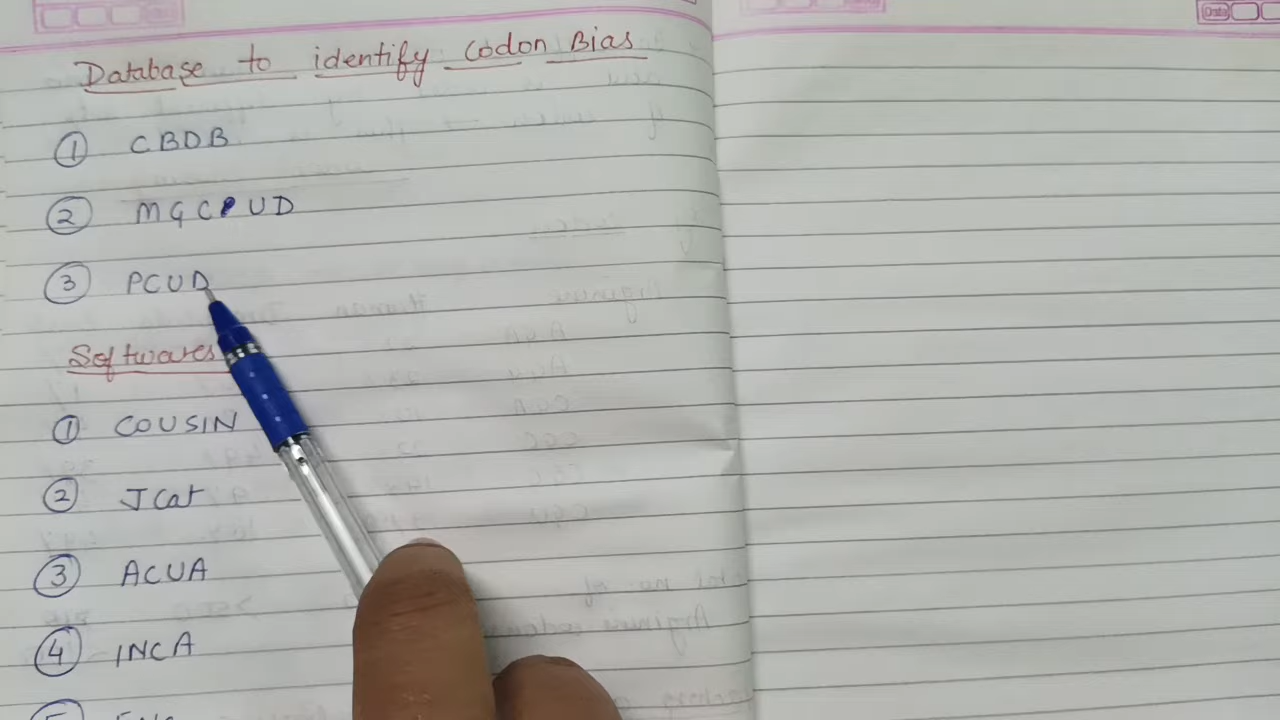 Database to identify Codon Bias
① CBDB
② MGCUD
③ PCUD
Softwares
① COUSIN
② JCat
③ ACUA
④ INCA